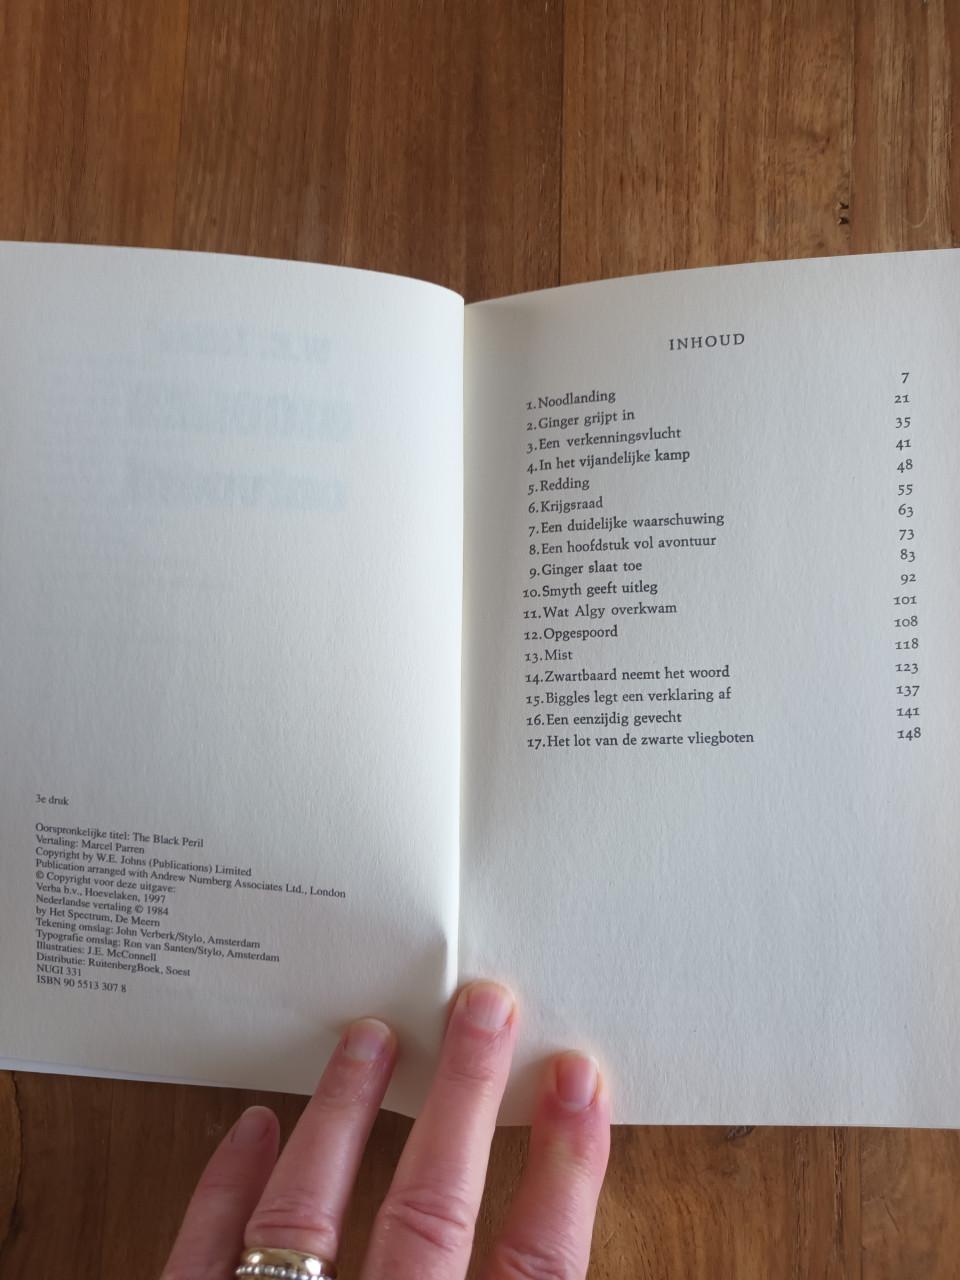 3e druk
Oorspronkelijke titel: The Black Peril
Vertaling: Marcel Parren
Copyright by W.E. Johns (Publications) Limited
Publication arranged with Andrew Nurnberg Associates Ltd., London
© Copyright voor deze uitgave:
Verba b.v., Hoevelaken, 1997
Nederlandse vertaling © 1984
by Het Spectrum, De Meern
Tekening omslag: John Verberk/Stylo, Amsterdam
Typografie omslag: Ron van Santen/Stylo, Amsterdam
Illustraties: J.E. McConnell
Distributie: RuitenbergBoek, Soest
NUGI 331
ISBN 90 5513 307 8
INHOUD
1. Noodlanding 7
2. Ginger grijpt in 21
3. Een verkenningsvlucht 35
4. In het vijandelijke kamp 41
5. Redding 48
6. Krijgsraad 55
7. Een duidelijke waarschuwing 63
8. Een hoofdstuk vol avontuur 73
9. Ginger slaat toe 83
10. Smyth geeft uitleg 92
11. Wat Algy overkwam 101
12. Opgespoord 108
13. Mist 118
14. Zwartbaard neemt het woord 123
15. Biggles legt een verklaring af 137
16. Een eenzijdig gevecht 141
17. Het lot van de zwarte vliegboten 148